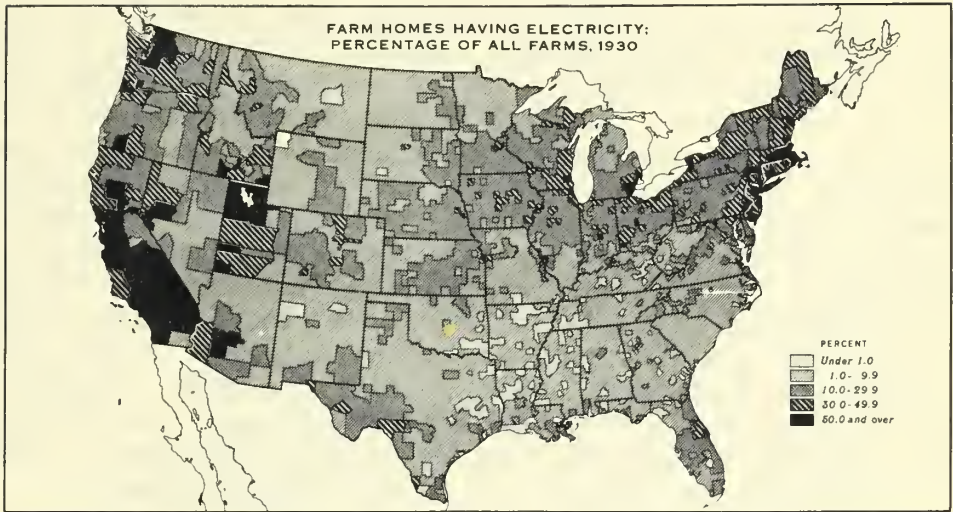 FARM HOMES HAVING ELECTRICITY:
PERCENTAGE OF ALL FARMS, 1930
PERCENT
Under 1.0
1.0- 9.9
10.0-29.9
30.0-49.9
50.0 and over